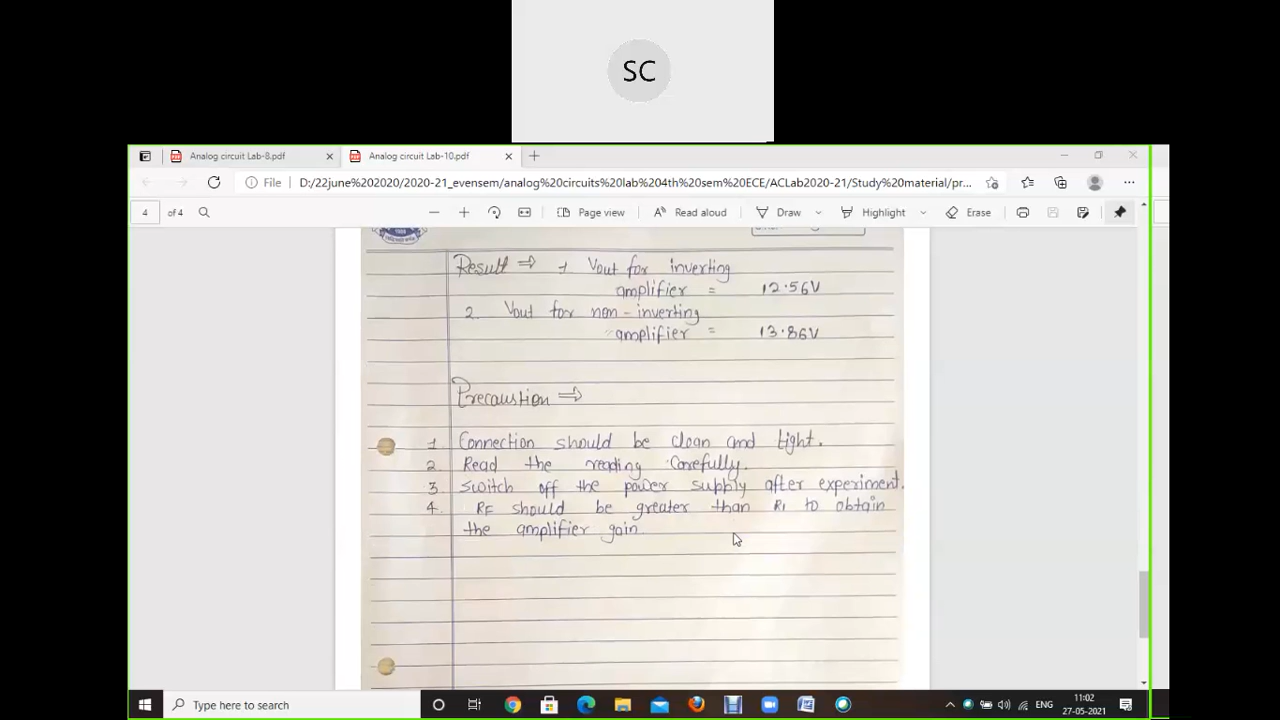 SC
Analog circuit Lab-8.pdf
Analog circuit Lab-10.pdf
File D:/22june%202020/2020-21_evensem/analog%20circuits%20lab%204th%20sem%20ECE/ACLab2020-21/Study%20material/pr...
4 of 4 Page view Read aloud Draw Highlight Erase
Result ⇒ 1 Vout for inverting
amplifier = 12.56V
2. Vout for non-inverting
amplifier = 13.86V
Precaustion ⇒
1 Connection should be clean and tight.
2 Read the reading Carefully.
3 Switch off the power supply after experiment.
4. RF should be greater than R1 to obtain
the amplifier gain.
Type here to search
ENG
11:02
27-05-2021